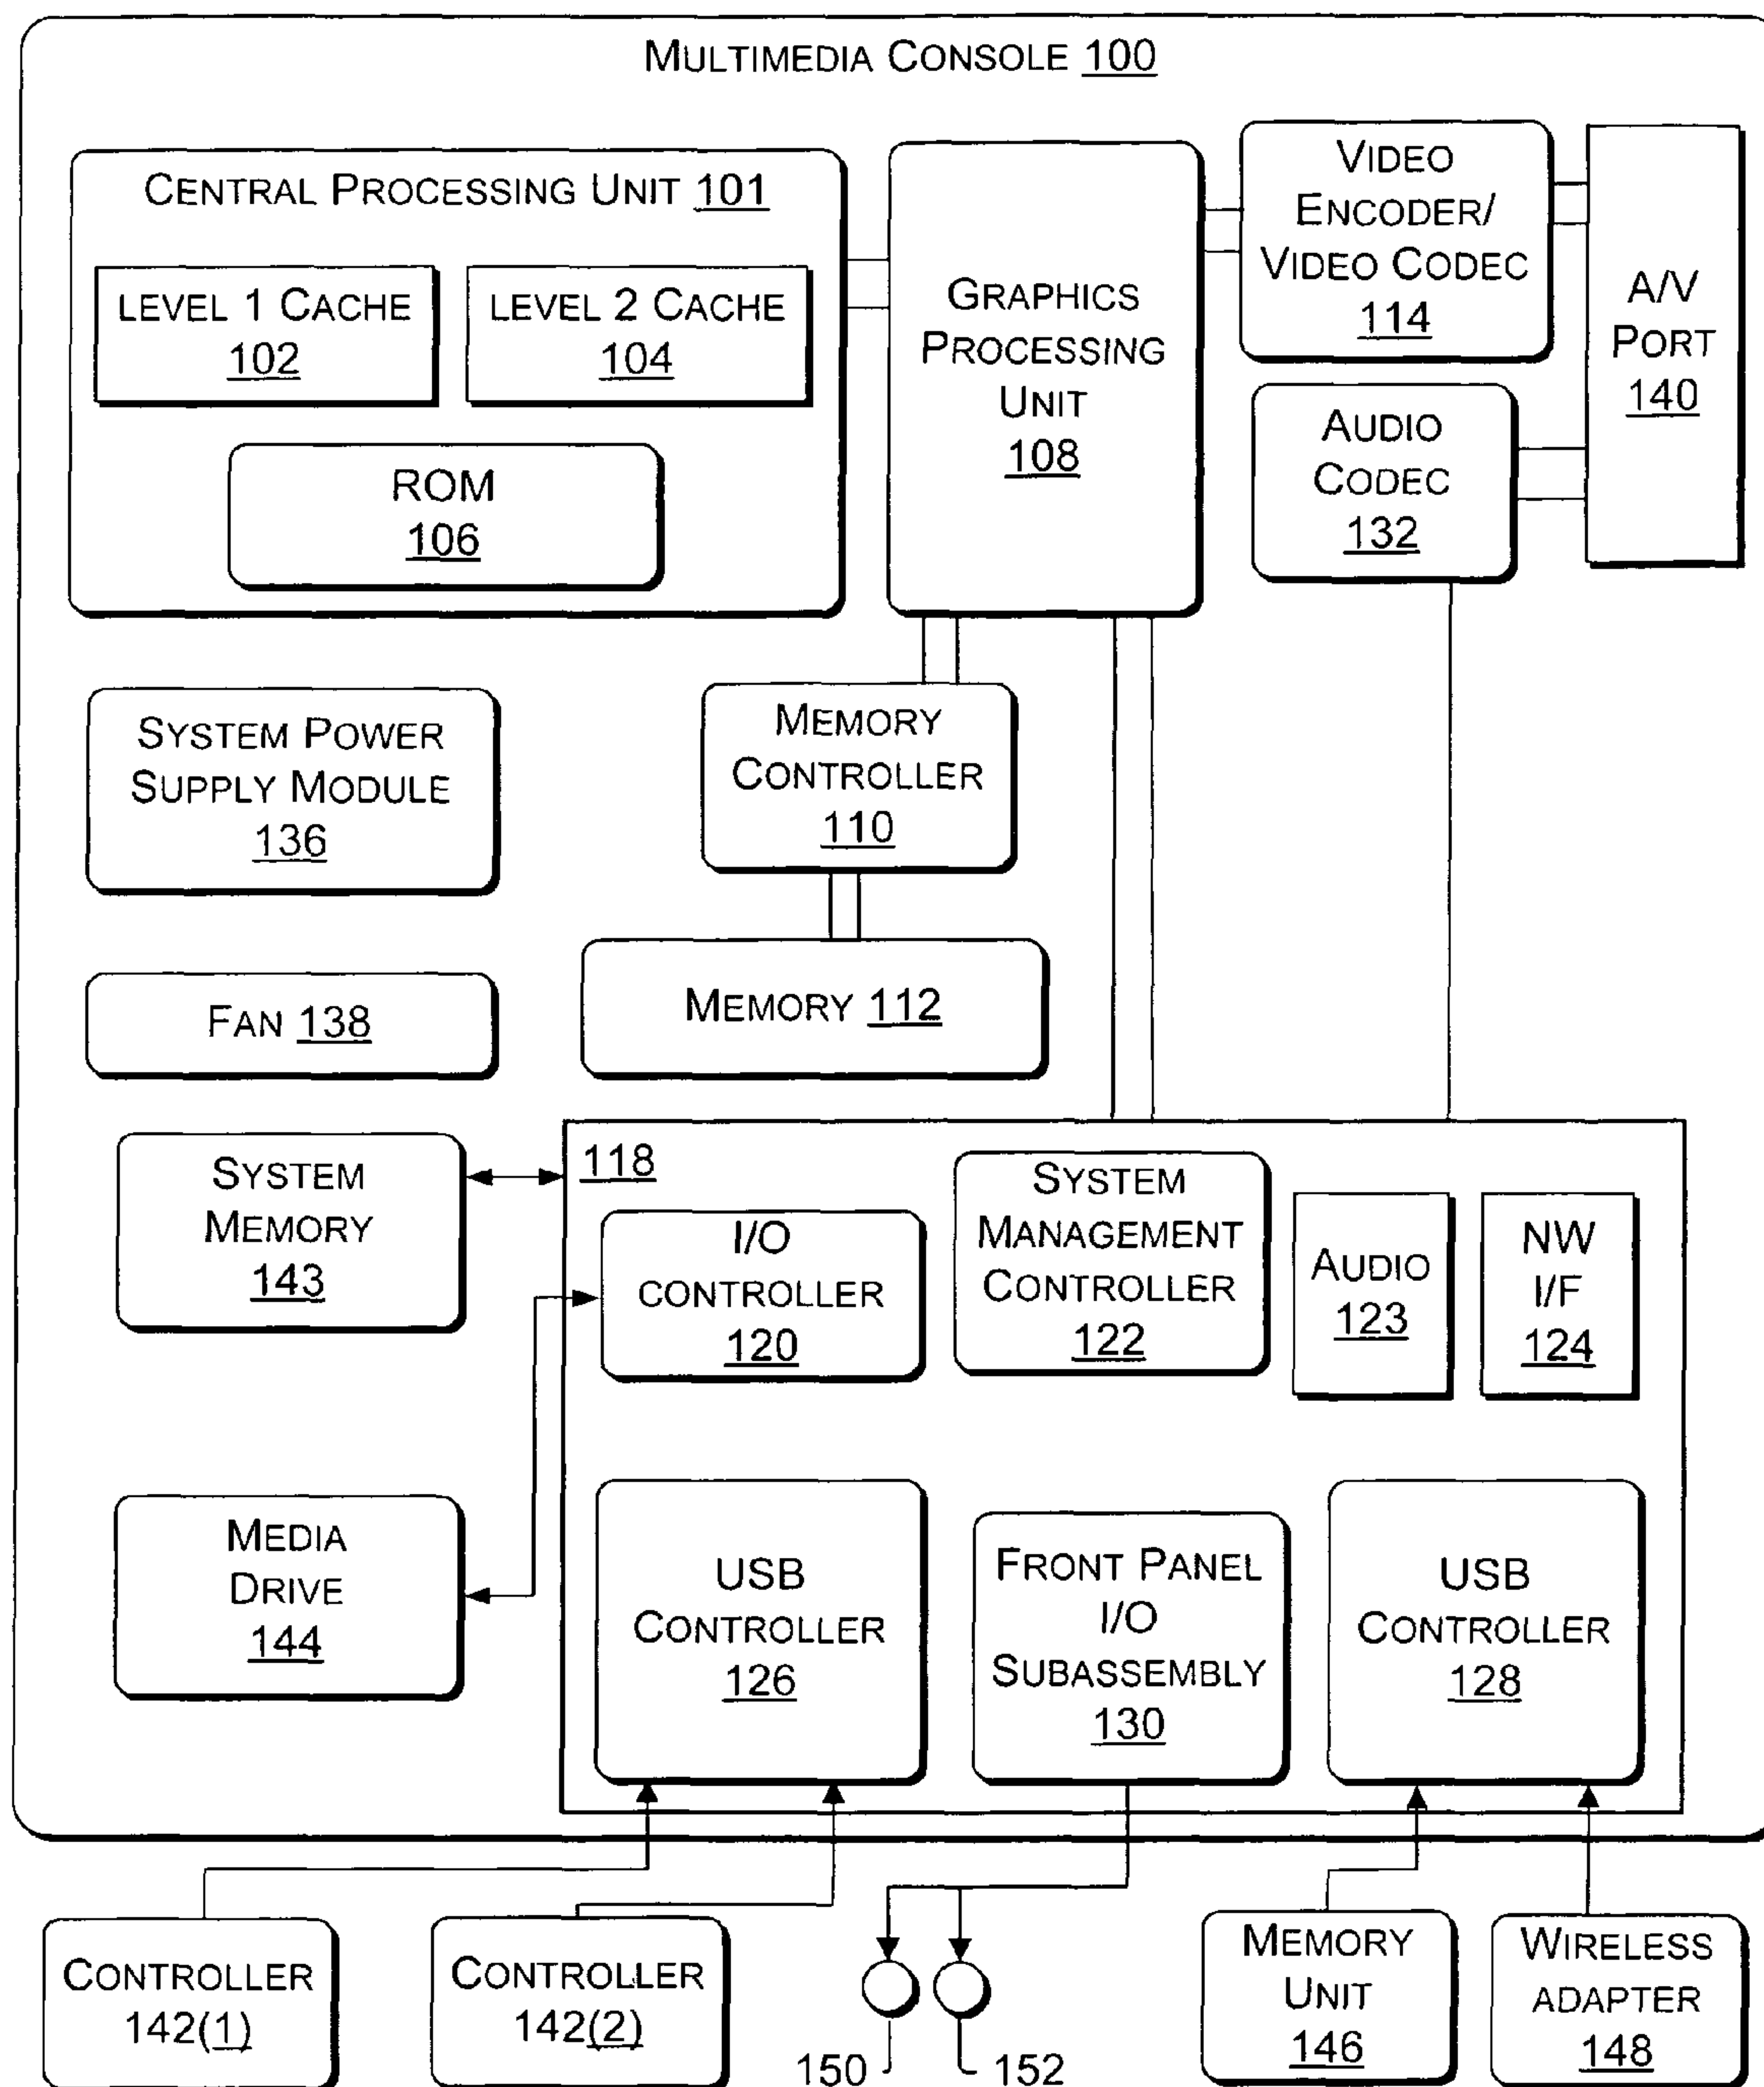 MULTIMEDIA CONSOLE 100
CENTRAL PROCESSING UNIT 101
LEVEL 1 CACHE
102
LEVEL 2 CACHE
104
ROM
106
GRAPHICS
PROCESSING
UNIT
108
VIDEO
ENCODER/
VIDEO CODEC
114
A/V
PORT
140
AUDIO
CODEC
132
SYSTEM POWER
SUPPLY MODULE
136
MEMORY
CONTROLLER
110
FAN 138
MEMORY 112
SYSTEM
MEMORY
143
118
I/O
CONTROLLER
120
SYSTEM
MANAGEMENT
CONTROLLER
122
AUDIO
123
NW
I/F
124
MEDIA
DRIVE
144
USB
CONTROLLER
126
FRONT PANEL
I/O
SUBASSEMBLY
130
USB
CONTROLLER
128
CONTROLLER
142(1)
CONTROLLER
142(2)
150
152
MEMORY
UNIT
146
WIRELESS
ADAPTER
148